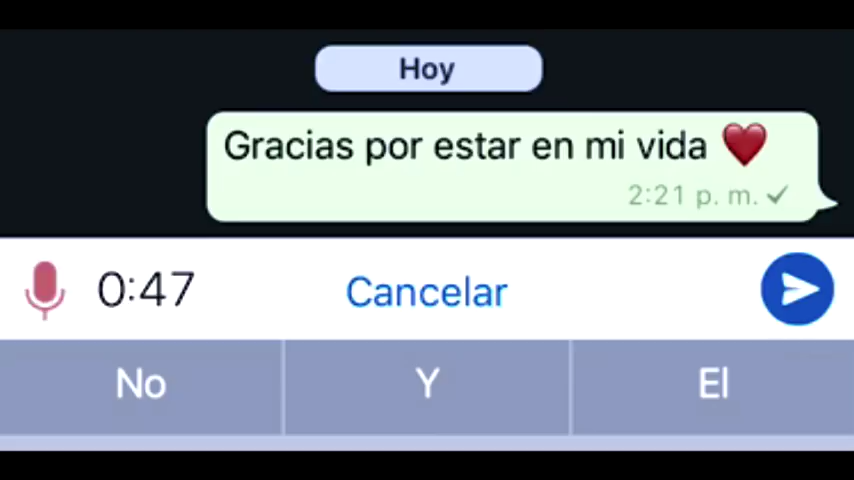 Hoy
Gracias por estar en mi vida ❤️
2:21 p. m.
0:47 Cancelar
No Y El